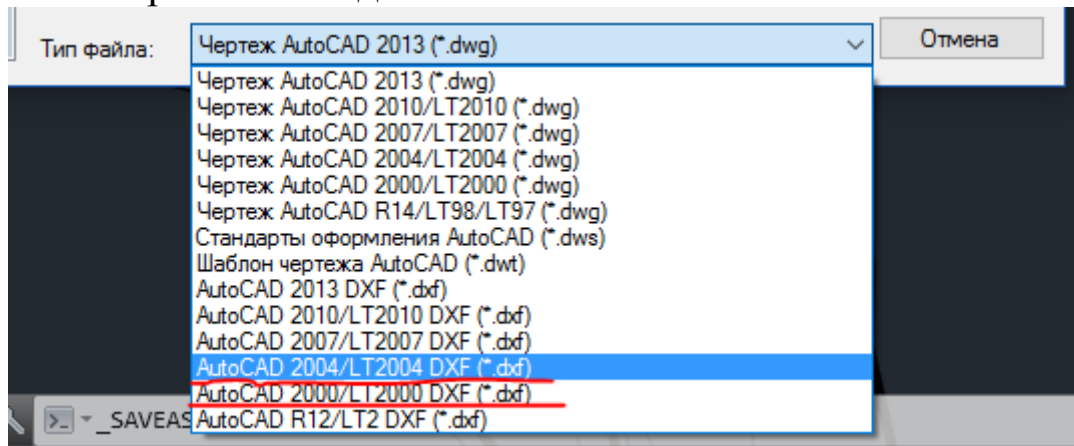 Тип файла: Чертеж AutoCAD 2013 (*.dwg) Отмена
Чертеж AutoCAD 2013 (*.dwg)
Чертеж AutoCAD 2010/LT2010 (*.dwg)
Чертеж AutoCAD 2007/LT2007 (*.dwg)
Чертеж AutoCAD 2004/LT2004 (*.dwg)
Чертеж AutoCAD 2000/LT2000 (*.dwg)
Чертеж AutoCAD R14/LT98/LT97 (*.dwg)
Стандарты оформления AutoCAD (*.dws)
Шаблон чертежа AutoCAD (*.dwt)
AutoCAD 2013 DXF (*.dxf)
AutoCAD 2010/LT2010 DXF (*.dxf)
AutoCAD 2007/LT2007 DXF (*.dxf)
AutoCAD 2004/LT2004 DXF (*.dxf)
AutoCAD 2000/LT2000 DXF (*.dxf)
_SAVEAS AutoCAD R12/LT2 DXF (*.dxf)